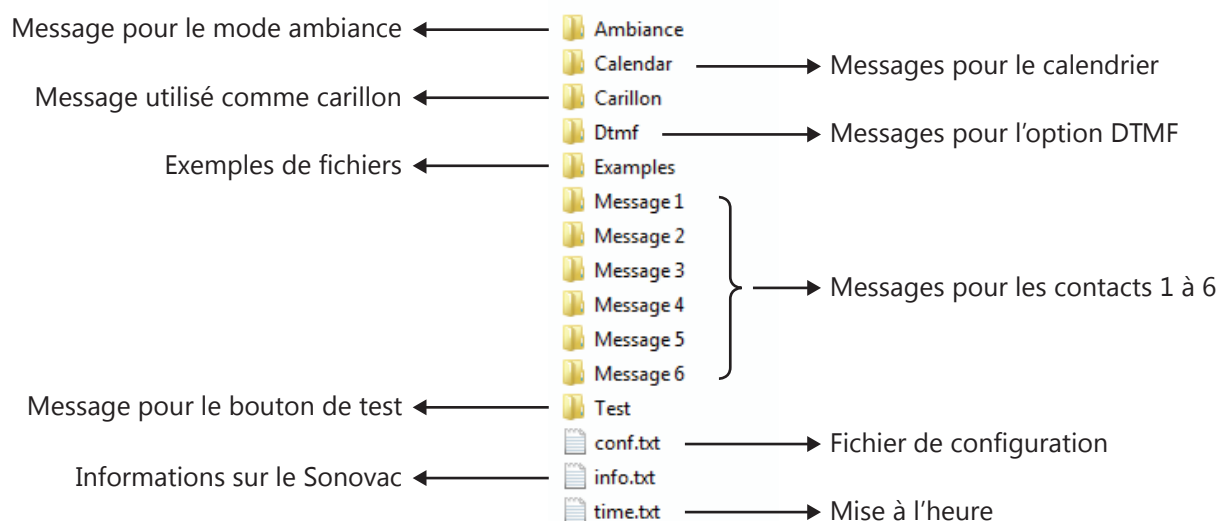 Message pour le mode ambiance Ambiance
Calendar Messages pour le calendrier
Message utilisé comme carillon Carillon
Dtmf Messages pour l'option DTMF
Exemples de fichiers Examples
Message 1
Message 2
Message 3
Message 4
Messages pour les contacts 1 à 6
Message 5
Message 6
Message pour le bouton de test Test
conf.txt Fichier de configuration
Informations sur le Sonovac info.txt
time.txt Mise à l'heure